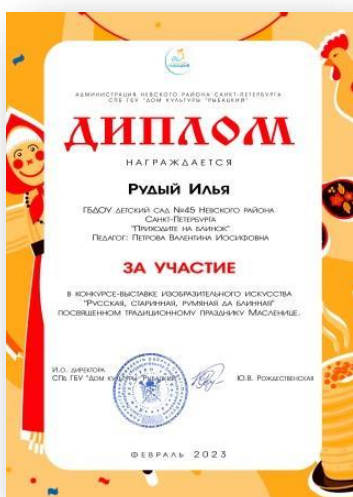 АДМИНИСТРАЦИЯ НЕВСКОГО РАЙОНА САНКТ-ПЕТЕРБУРГА
СПБ ГБУ "ДОМ КУЛЬТУРЫ "РЫБАЦКИЙ"
ДИПЛОМ
НАГРАЖДАЕТСЯ
Рудый Илья
ГБДОУ детский сад №45 Невского района
Санкт-Петербурга
"Приходите на блинок"
Педагог: Петрова Валентина Иосифовна
ЗА УЧАСТИЕ
в конкурсе-выставке изобразительного искусства
"Русская, старинная, румяная да блинная"
посвященном традиционному празднику Масленице.
И.о. директора
СПб ГБУ "Дом культуры "Рыбацкий"
Ю.В. Рождественская
ФЕВРАЛЬ 2023